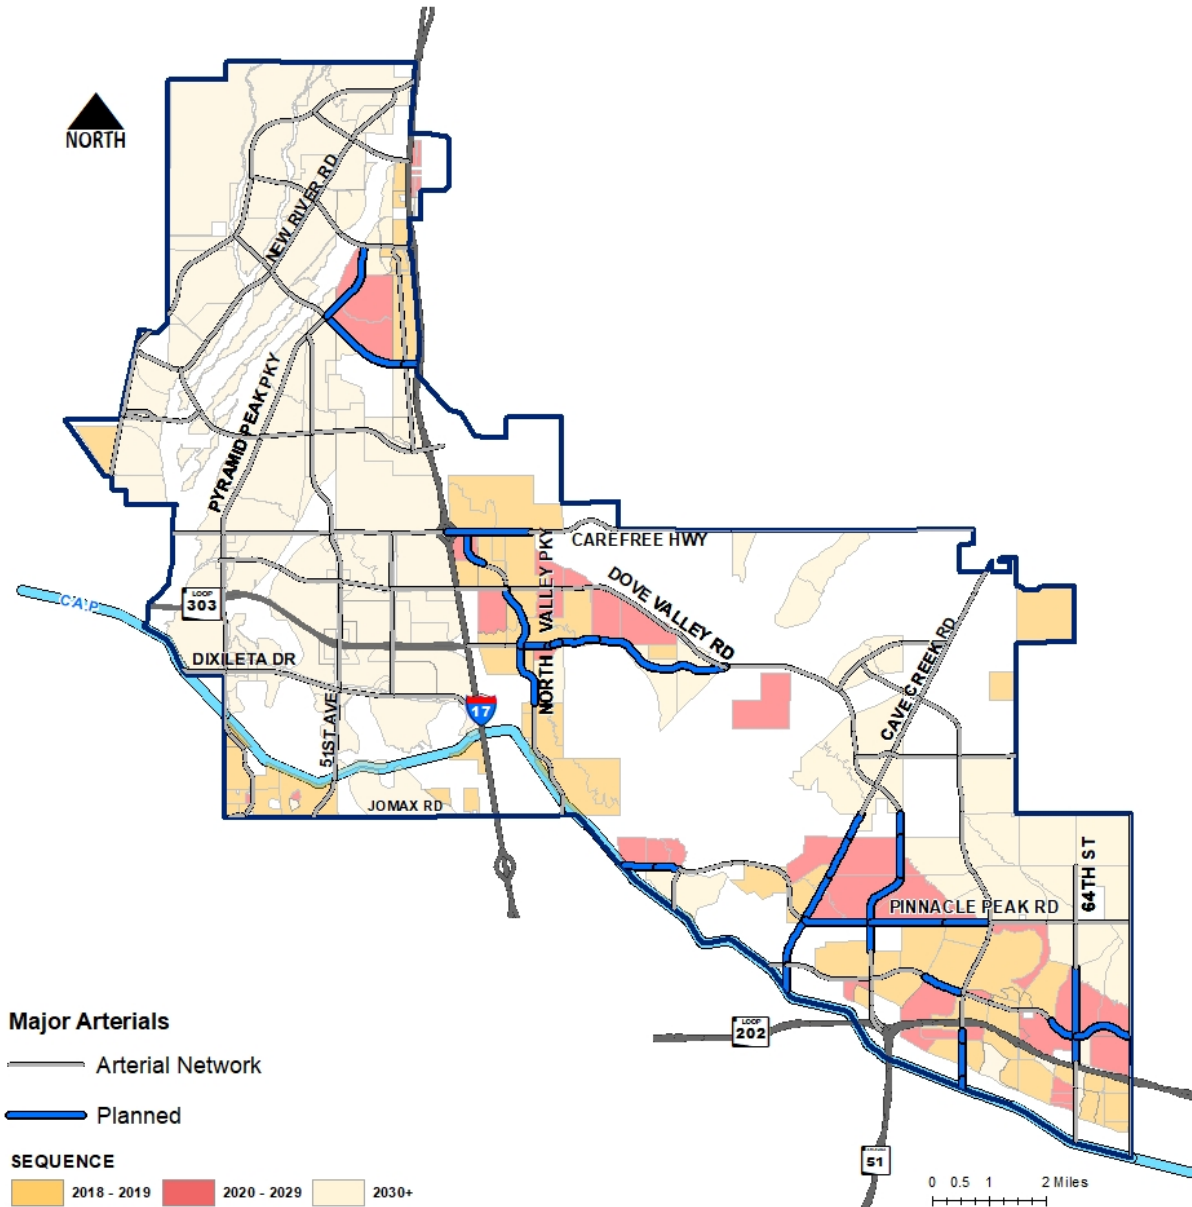 NORTH
NEW RIVER RD
PYRAMID PEAK PKY
CAREFREE HWY
NORTH VALLEY PKY
DOVE VALLEY RD
C.A.P.
LOOP
303
DIXILETA DR
51ST AVE
17
CAVE CREEK RD
JOMAX RD
64TH ST
PINNACLE PEAK RD
Major Arterials
Arterial Network
Planned
LOOP
202
51
SEQUENCE
2018 - 2019
2020 - 2029
2030+
0 0.5 1 2 Miles